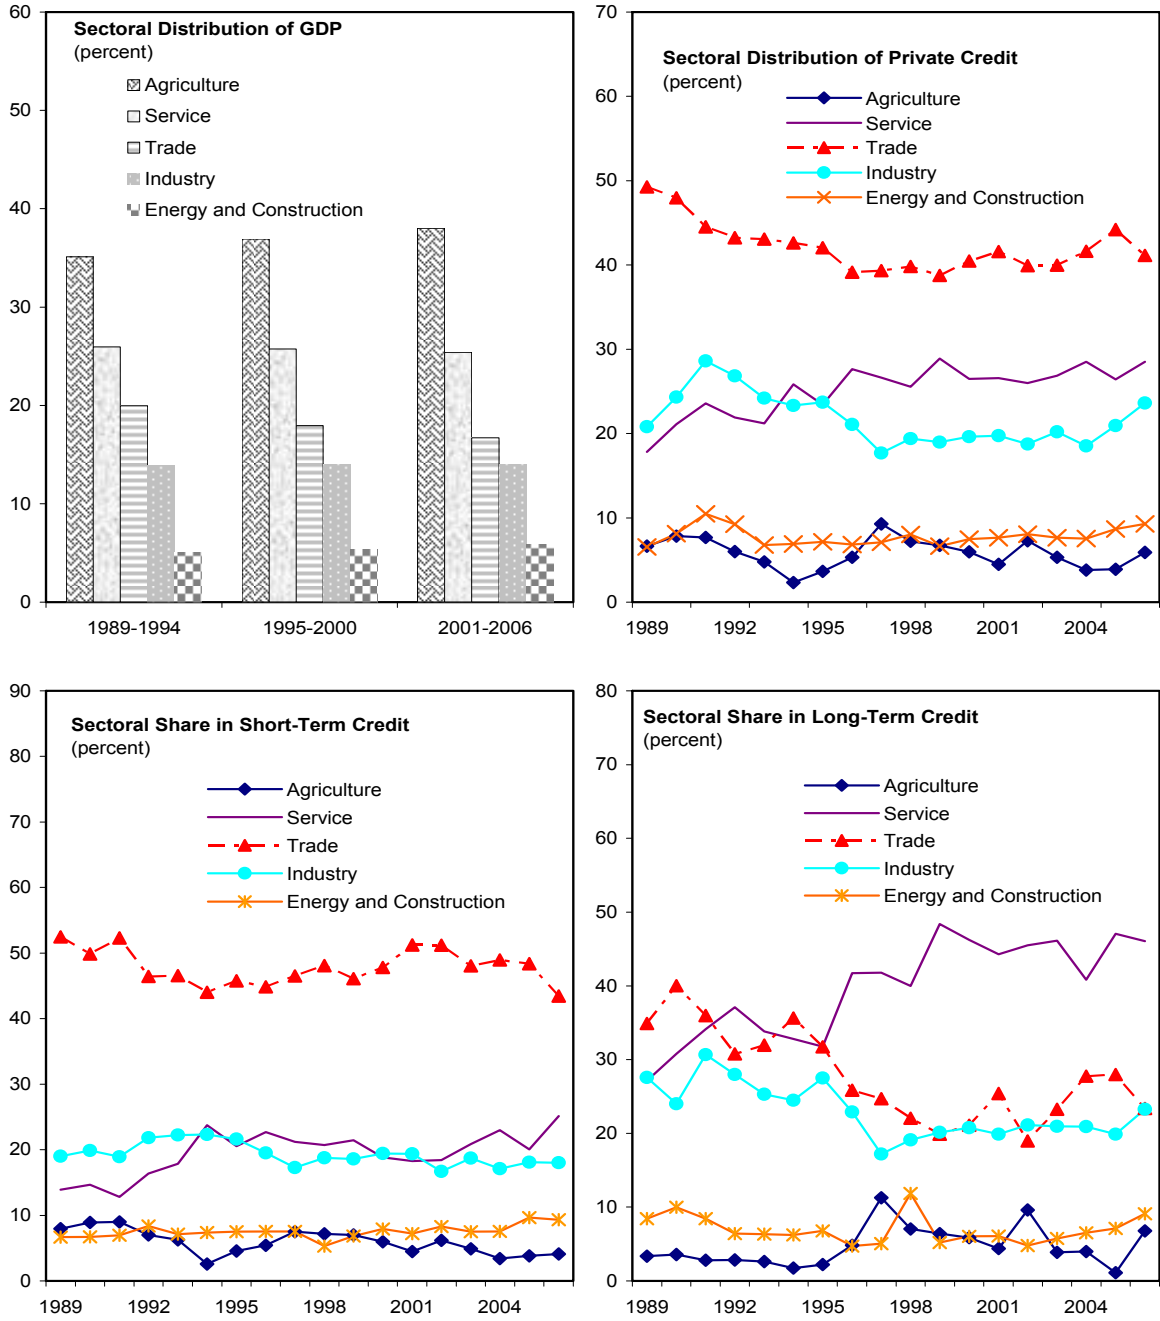 Sectoral Distribution of GDP
(percent)
Agriculture
Service
Trade
Industry
Energy and Construction
60
50
40
30
20
10
0
1989-1994 1995-2000 2001-2006
Sectoral Distribution of Private Credit
(percent)
Agriculture
Service
Trade
Industry
Energy and Construction
70
60
50
40
30
20
10
0
1989 1992 1995 1998 2001 2004
Sectoral Share in Short-Term Credit
(percent)
Agriculture
Service
Trade
Industry
Energy and Construction
90
80
70
60
50
40
30
20
10
0
1989 1992 1995 1998 2001 2004
Sectoral Share in Long-Term Credit
(percent)
Agriculture
Service
Trade
Industry
Energy and Construction
80
70
60
50
40
30
20
10
0
1989 1992 1995 1998 2001 2004